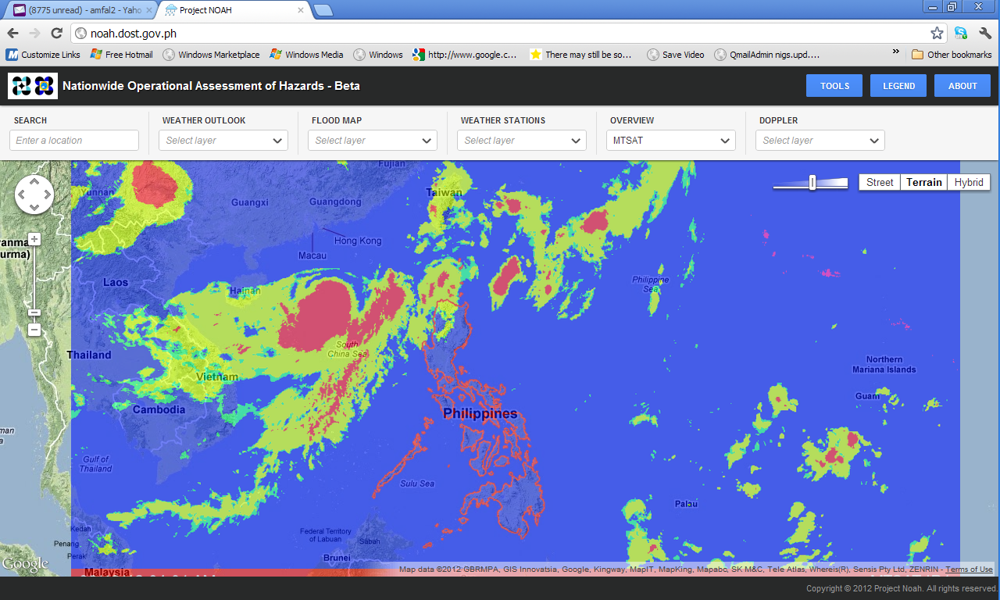 (8775 unread) - amfal2 - Yaho
Project NOAH
noah.dost.gov.ph
Customize Links
Free Hotmail
Windows Marketplace
Windows Media
Windows
http://www.google.c...
There may still be so...
Save Video
QmailAdmin nigs.upd....
»
Other bookmarks
Nationwide Operational Assessment of Hazards - Beta
TOOLS
LEGEND
ABOUT
SEARCH
WEATHER OUTLOOK
FLOOD MAP
WEATHER STATIONS
OVERVIEW
DOPPLER
Enter a location
Select layer
Select layer
Select layer
MTSAT
Select layer
Street
Terrain
Hybrid
Fujian
Yunnan
Taiwan
Guangxi
Guangdong
Hong Kong
Macau
anma
urma)
Laos
Hainan
Philippine
Sea
South
China Sea
Thailand
Northern
Mariana Islands
Vietnam
Guam
Cambodia
Philippines
man
a
Gulf of
Thailand
Sulu Sea
Palau
Kedah
Federal Territory
of Labuan
Sabah
Penang
Perak
Brunei
Google
Malaysia
Map data ©2012 GBRMPA, GIS Innovatsia, Google, Kingway, MapIT, MapKing, Mapabc, SK M&C, Tele Atlas, Whereis(R), Sensis Pty Ltd, ZENRIN - Terms of Use
Copyright © 2012 Project Noah. All rights reserved.